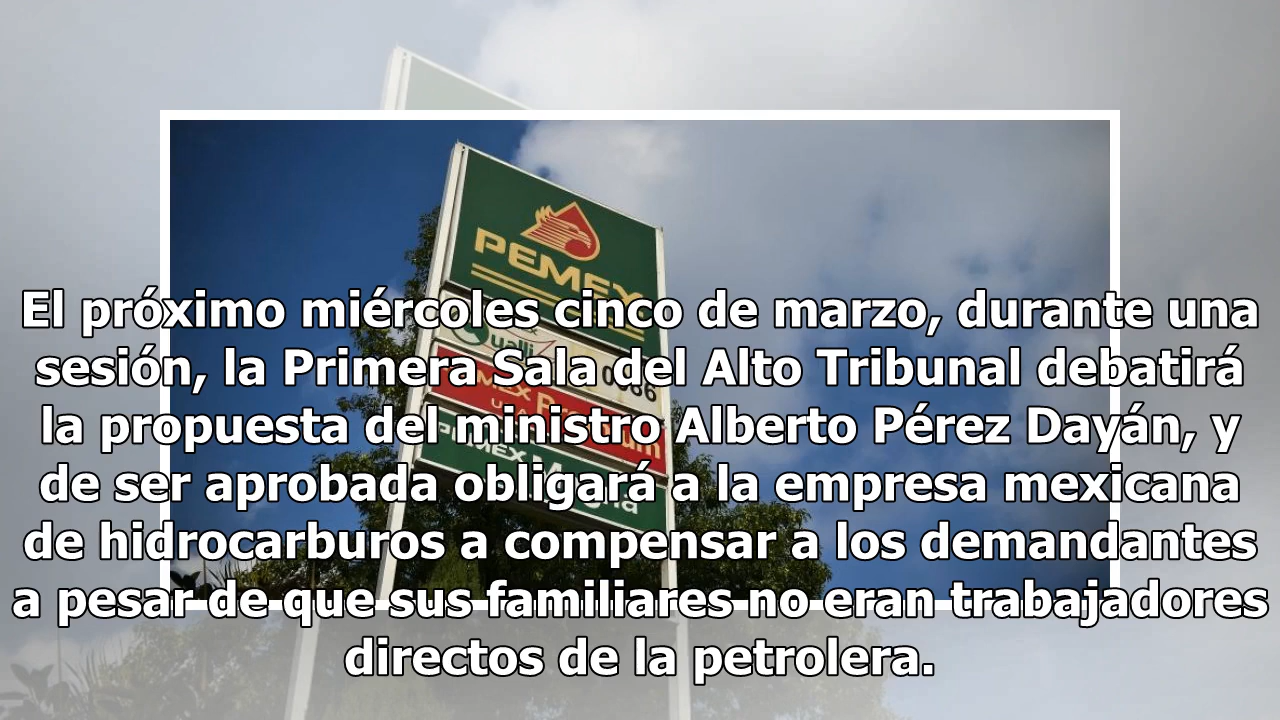 PEMEX
El próximo miércoles cinco de marzo, durante una
sesión, la Primera Sala del Alto Tribunal debatirá
la propuesta del ministro Alberto Pérez Dayán, y
de ser aprobada obligará a la empresa mexicana
de hidrocarburos a compensar a los demandantes
a pesar de que sus familiares no eran trabajadores
directos de la petrolera.